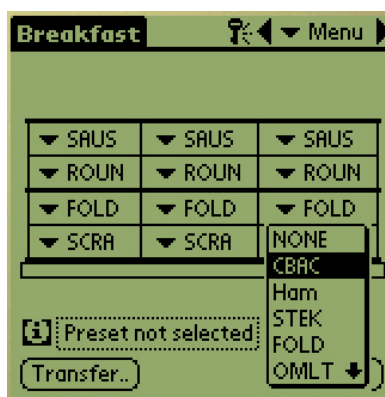 Breakfast Menu
SAUS SAUS SAUS
ROUN ROUN ROUN
FOLD FOLD FOLD
SCRA SCRA NONE
CBAC
Ham
STEK
FOLD
OMLT
Preset not selected
Transfer..